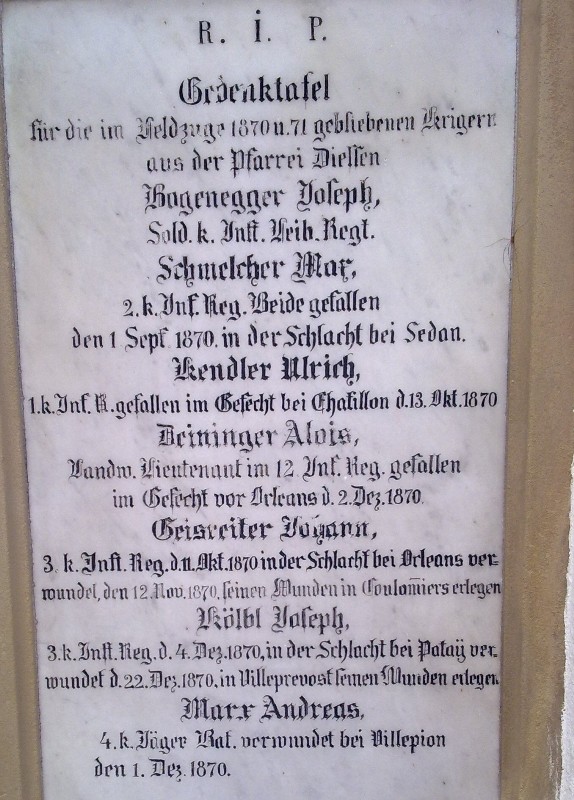 R. I. P.
Gedenktafel
für die im Feldzuge 1870 u. 71 gebliebenen Krigern
aus der Pfarrei Diessen
Bogenegger Joseph,
Sold. k. Inft. Leib. Regt.
Schmelcher Max,
2. k. Inf. Reg. Beide gefallen
den 1 Sept. 1870. in der Schlacht bei Sedan.
Kendler Ulrich,
1. k. Inf. R. gefallen im Gefecht bei Chatillon d. 13. Okt. 1870
Deininger Alois,
Landw. Lieutenant im 12. Inf. Reg. gefallen
im Gefecht vor Orleans d. 2. Dez. 1870.
Geisreiter Johann,
3. k. Inft. Reg. d. 11. Okt. 1870 in der Schlacht bei Orleans ver-
wundet, den 12. Nov. 1870, seinen Wunden in Coulom̅iers erlegen
Kölbl Joseph,
3. k. Inft. Reg. d. 4. Dez. 1870, in der Schlacht bei Pataÿ ver-
wundet d. 22. Dez. 1870, in Villeprevost seinen Wunden erlegen
Marx Andreas,
4. k. Jäger Bat. verwundet bei Villepion
den 1. Dez. 1870.